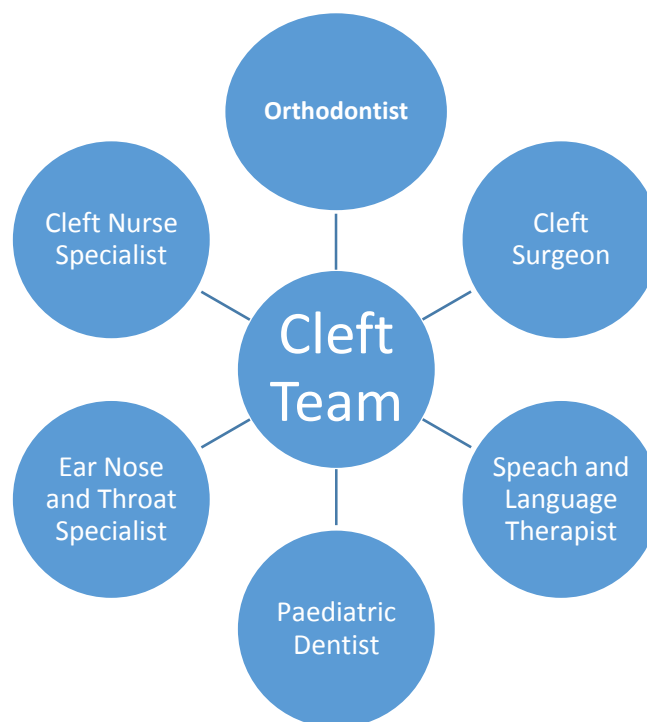 Orthodontist
Cleft Nurse
Specialist
Cleft
Surgeon
Cleft
Team
Ear Nose
and Throat
Specialist
Speach and
Language
Therapist
Paediatric
Dentist